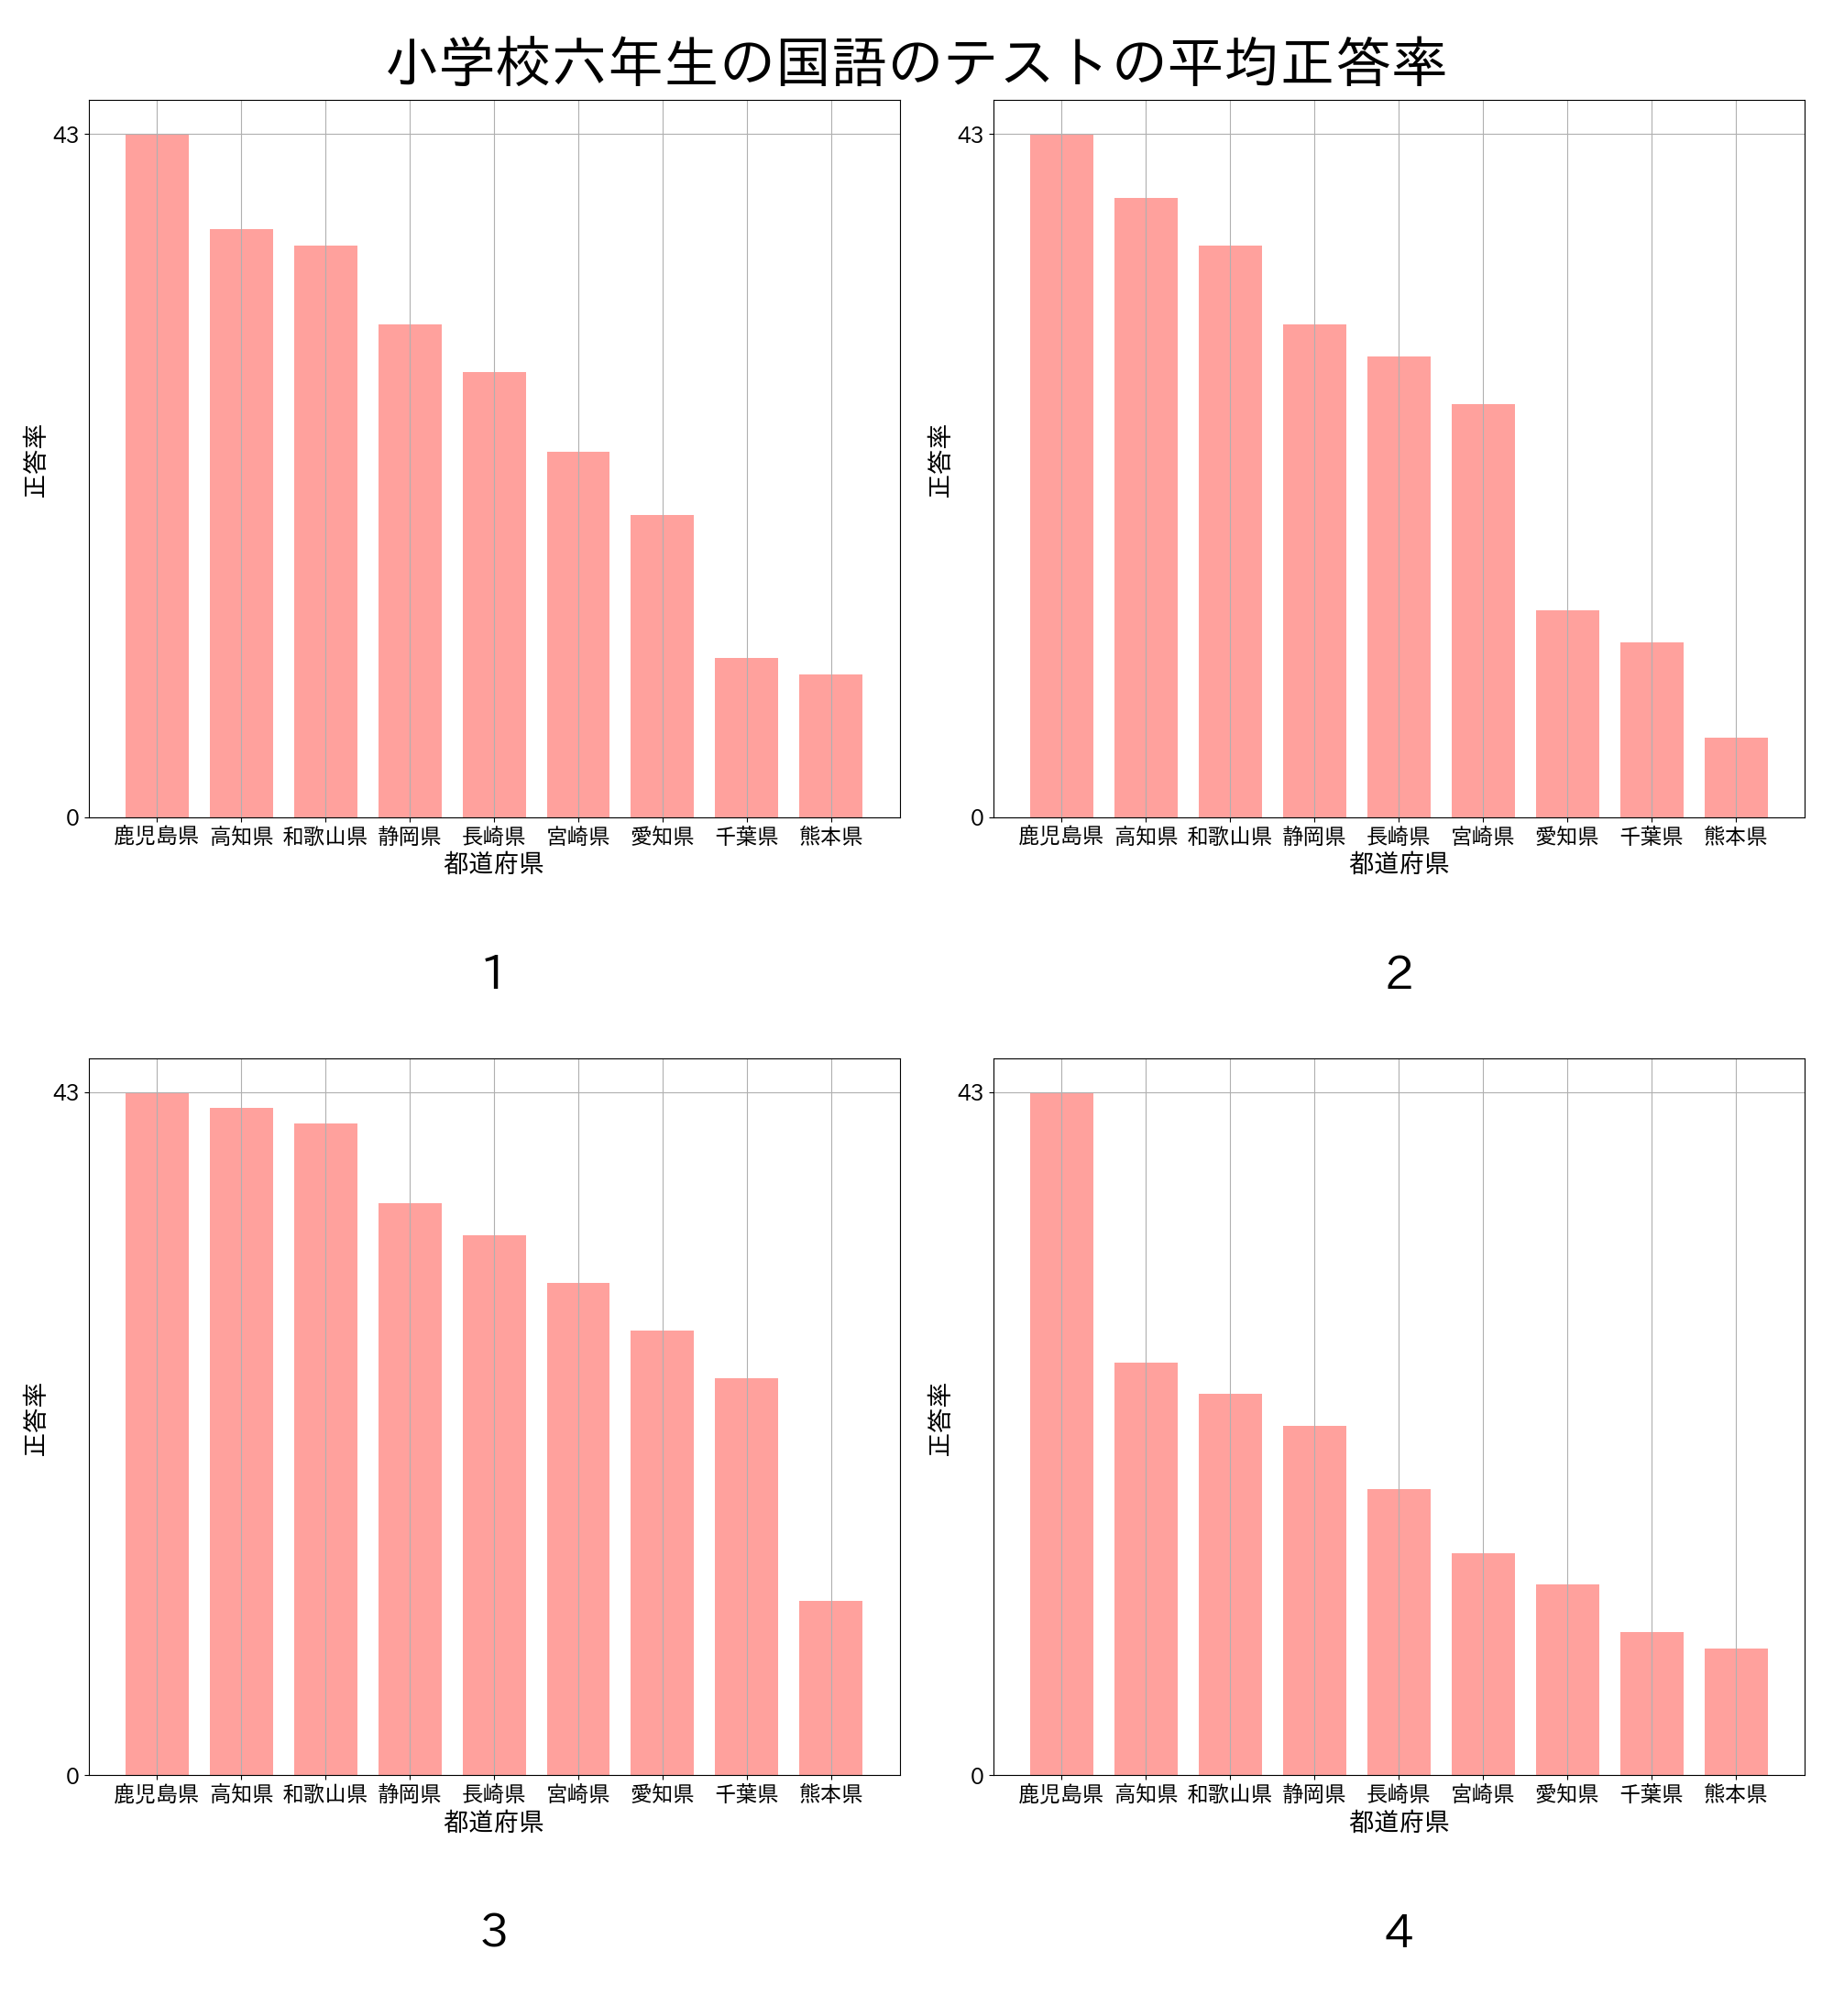 小学校六年生の国語のテストの平均正答率
43
0
正答率
鹿児島県 高知県 和歌山県 静岡県 長崎県 宮崎県 愛知県 千葉県 熊本県
都道府県
1
43
0
正答率
鹿児島県 高知県 和歌山県 静岡県 長崎県 宮崎県 愛知県 千葉県 熊本県
都道府県
2
43
0
正答率
鹿児島県 高知県 和歌山県 静岡県 長崎県 宮崎県 愛知県 千葉県 熊本県
都道府県
3
43
0
正答率
鹿児島県 高知県 和歌山県 静岡県 長崎県 宮崎県 愛知県 千葉県 熊本県
都道府県
4